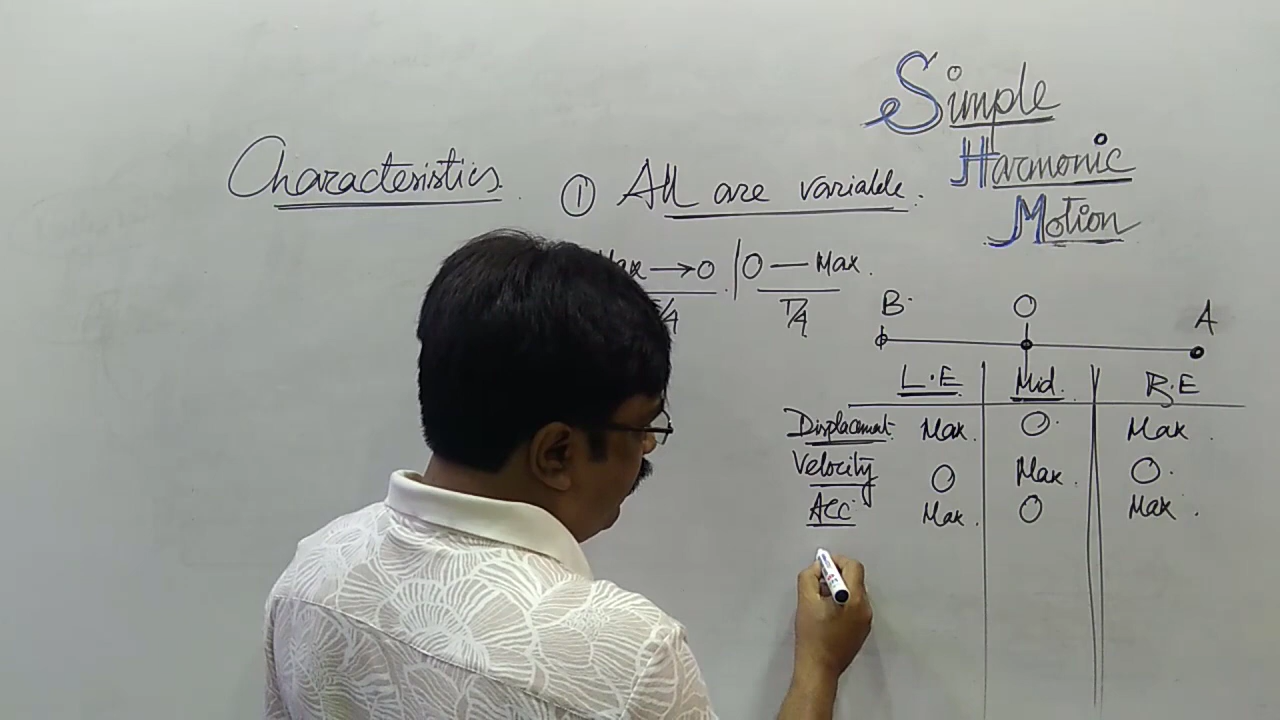 Simple
Harmonic
Motion
Characteristics.
① All are variable.
Max → 0 | 0 — Max.
T/4 T/4
B O A
L.E Mid. R.E
Displacement Max. 0. Max.
Velocity 0 Max. 0.
Acc Max. 0 Max.